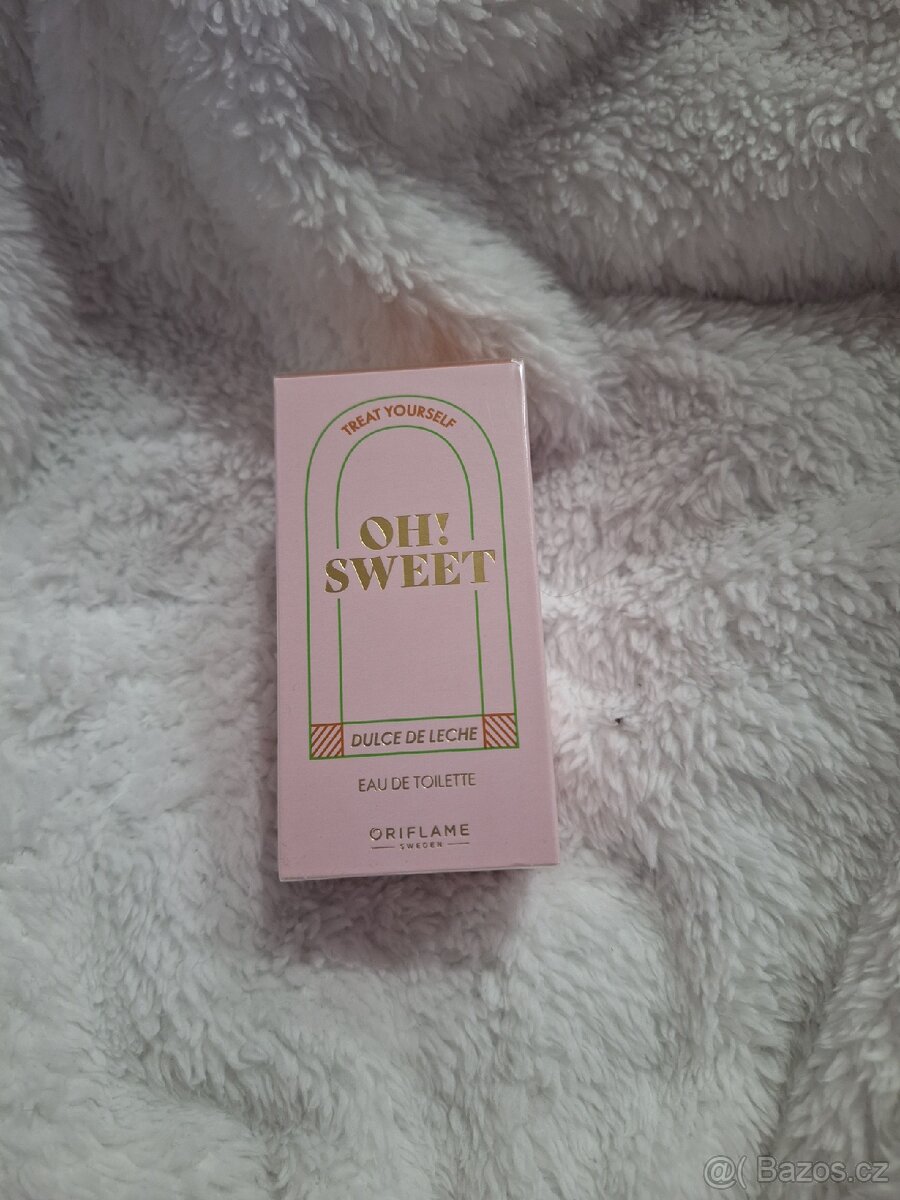 TREAT YOURSELF
OH!
SWEET
DULCE DE LECHE
EAU DE TOILETTE
ORIFLAME
SWEDEN
@( Bazos.cz